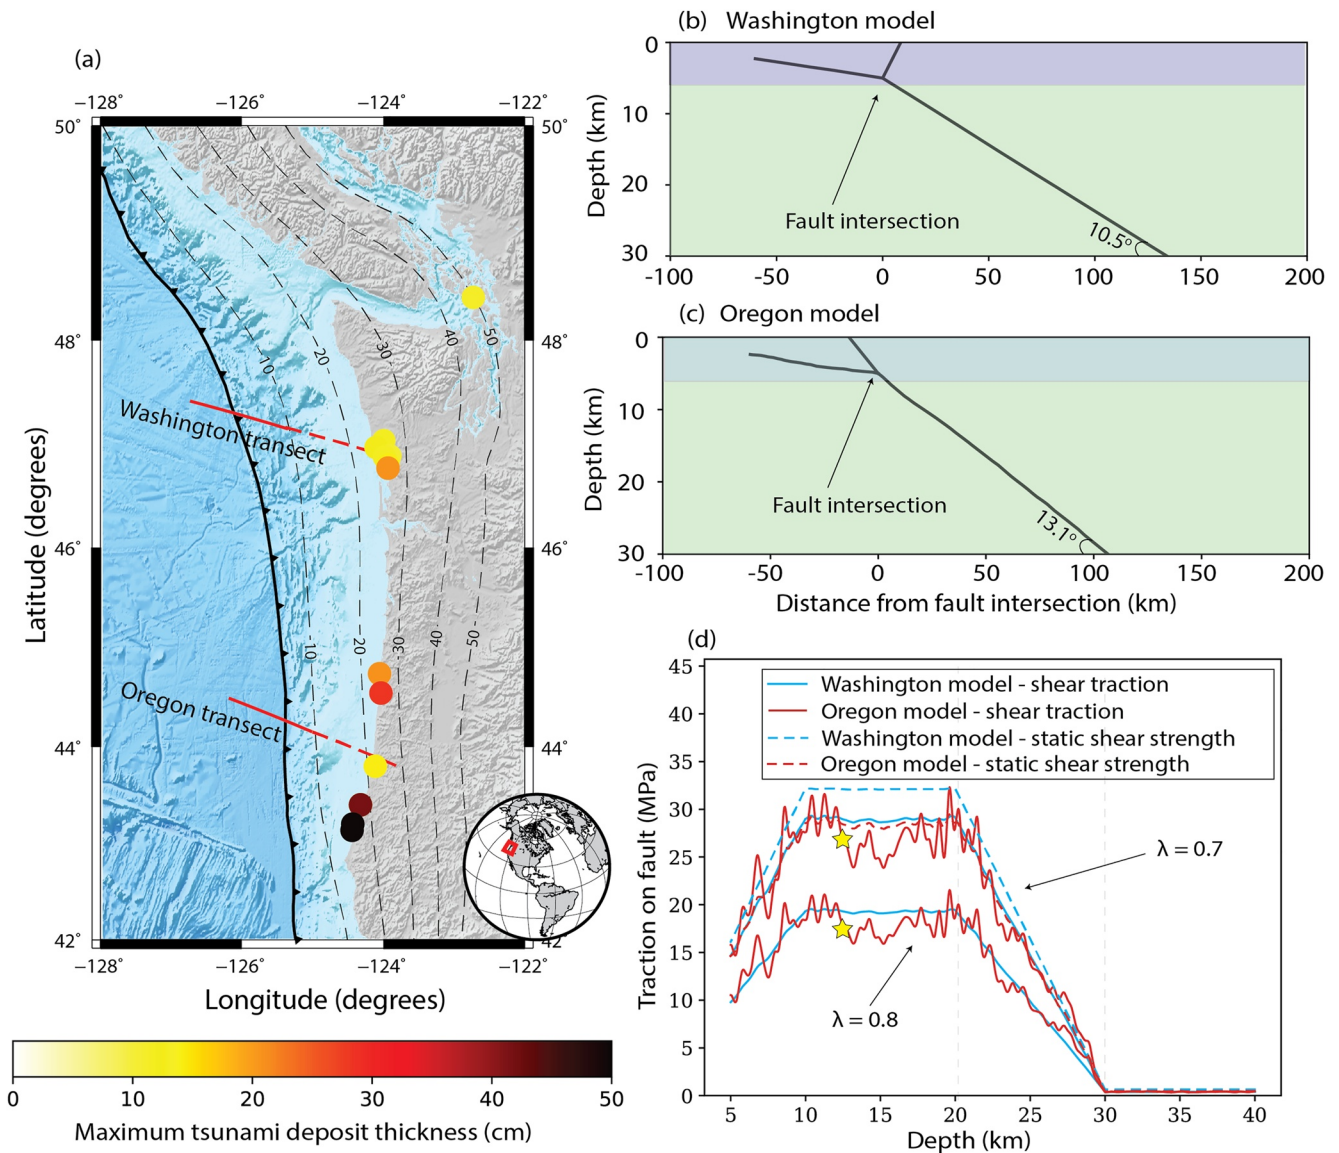 (a)
−128° −126° −124° −122°
50° 50°
48° 48°
46° 46°
44° 44°
42° 42
−128° −126° −124° −122°
10 20 30 40 50
Washington transect
10 20 30 40 50
Oregon transect
Latitude (degrees)
Longitude (degrees)
0 10 20 30 40 50
Maximum tsunami deposit thickness (cm)
(b) Washington model
0
10
20
30
Depth (km)
Fault intersection
10.5°
-100 -50 0 50 100 150 200
(c) Oregon model
0
10
20
30
Depth (km)
Fault intersection
13.1°
-100 -50 0 50 100 150 200
Distance from fault intersection (km)
(d)
45
40
35
30
25
20
15
10
5
0
Traction on fault (MPa)
Washington model - shear traction
Oregon model - shear traction
Washington model - static shear strength
Oregon model - static shear strength
λ = 0.7
λ = 0.8
5 10 15 20 25 30 35 40
Depth (km)